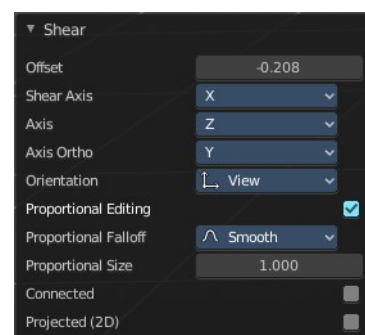 Shear
Offset -0.208
Shear Axis X
Axis Z
Axis Ortho Y
Orientation View
Proportional Editing
Proportional Falloff Smooth
Proportional Size 1.000
Connected
Projected (2D)